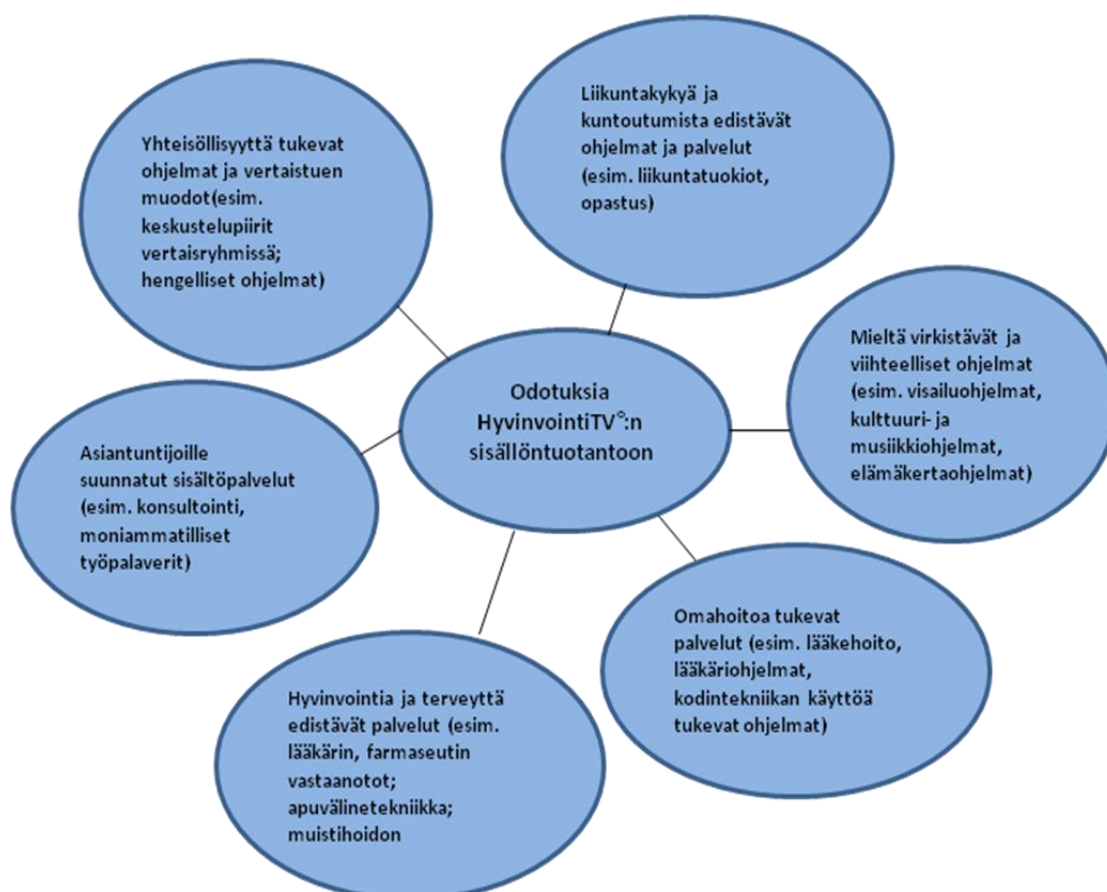 Yhteisöllisyyttä tukevat
ohjelmat ja vertaistuen
muodot(esim.
keskustelupiirit
vertaisryhmissä;
hengelliset ohjelmat)
Liikuntakykyä ja
kuntoutumista edistävät
ohjelmat ja palvelut
(esim. liikuntatuokiot,
opastus)
Mieltä virkistävät ja
viihteelliset ohjelmat
(esim. visailuohjelmat,
kulttuuri- ja
musiikkiohjelmat,
elämäkertaohjelmat)
Odotuksia
HyvinvointiTV®:n
sisällöntuotantoon
Asiantuntijoille
suunnatut sisältöpalvelut
(esim. konsultointi,
moniammatilliset
työpalaverit)
Omahoitoa tukevat
palvelut (esim. lääkehoito,
lääkäriohjelmat,
kodintekniikan käyttöä
tukevat ohjelmat)
Hyvinvointia ja terveyttä
edistävät palvelut (esim.
lääkärin, farmaseutin
vastaanotot;
apuvälinetekniikka;
muistihoidon